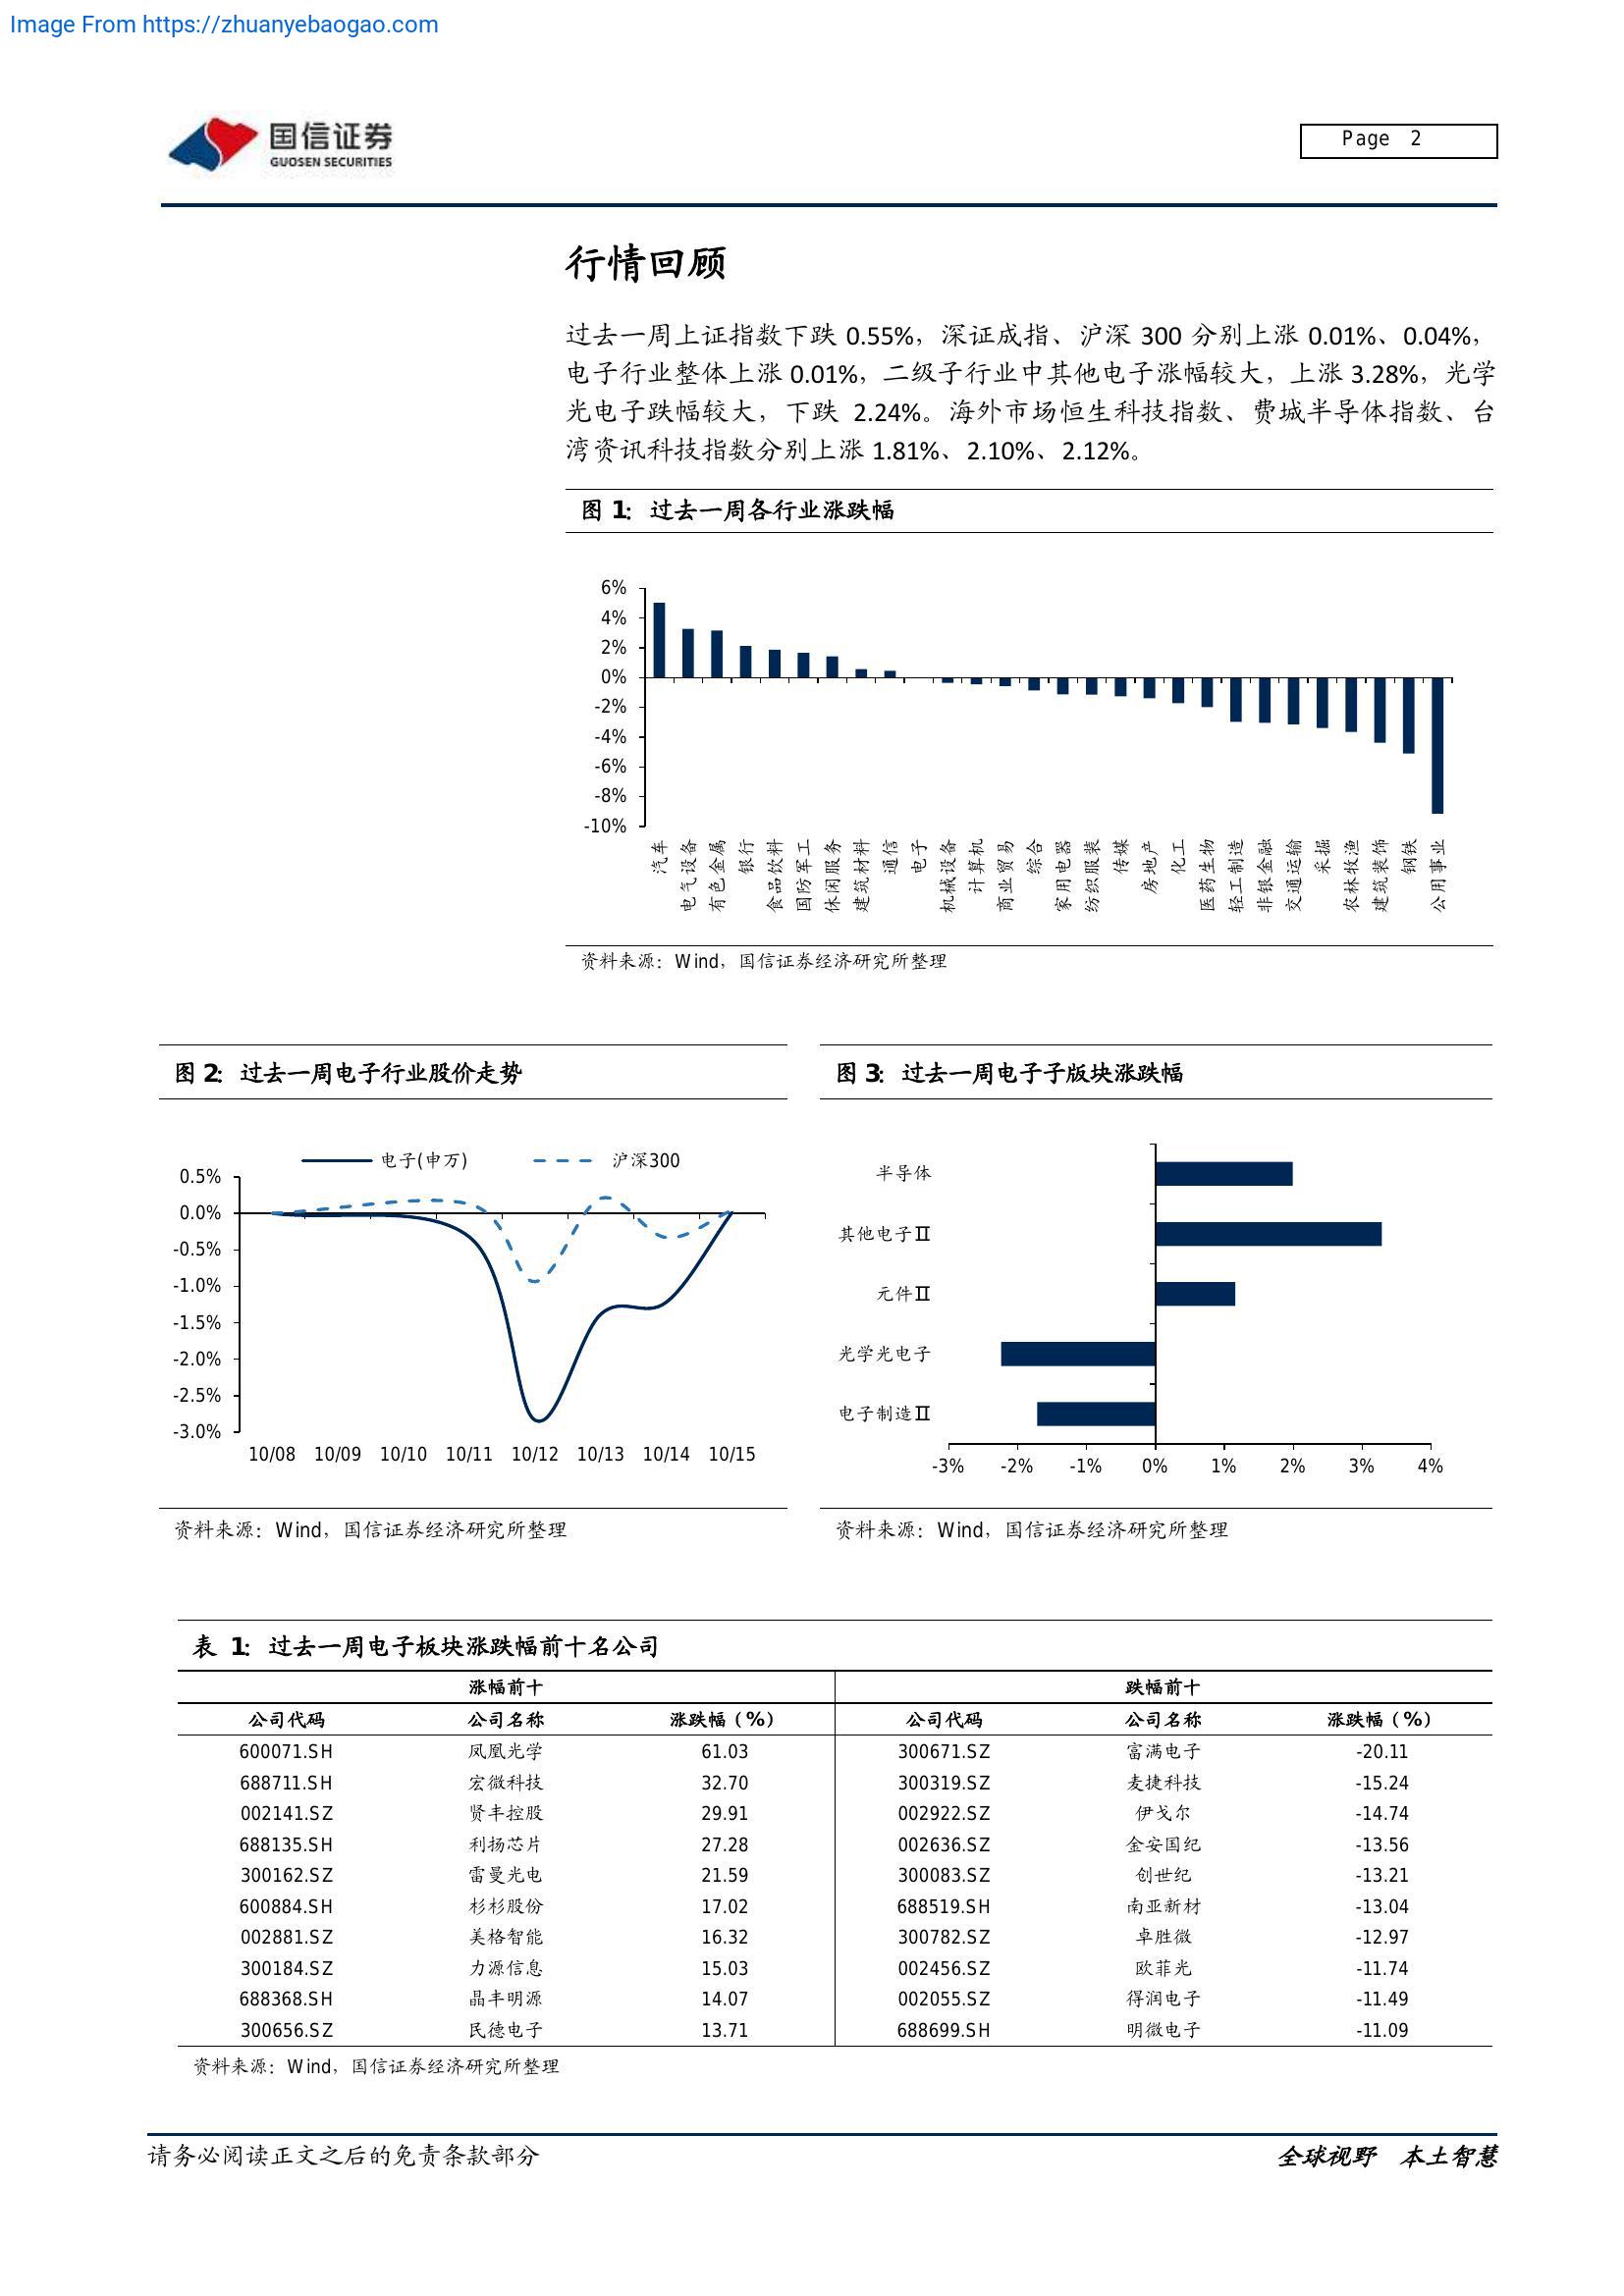 Image From https://zhuanyebaogao.com
国信证券
GUOSEN SECURITIES
Page 2
行情回顾
过去一周上证指数下跌 0.55%，深证成指、沪深 300 分别上涨 0.01%、0.04%，
电子行业整体上涨 0.01%，二级子行业中其他电子涨幅较大，上涨 3.28%，光学
光电子跌幅较大，下跌 2.24%。海外市场恒生科技指数、费城半导体指数、台
湾资讯科技指数分别上涨 1.81%、2.10%、2.12%。
图 1: 过去一周各行业涨跌幅
6%
4%
2%
0%
-2%
-4%
-6%
-8%
-10%
汽车
电气设备
有色金属
银行
食品饮料
国防军工
休闲服务
建筑材料
通信
电子
机械设备
计算机
商业贸易
综合
家用电器
纺织服装
传媒
房地产
化工
医药生物
轻工制造
非银金融
交通运输
采掘
农林牧渔
建筑装饰
钢铁
公用事业
资料来源：Wind，国信证券经济研究所整理
图 2: 过去一周电子行业股价走势
电子(申万) 沪深300
0.5%
0.0%
-0.5%
-1.0%
-1.5%
-2.0%
-2.5%
-3.0%
10/08 10/09 10/10 10/11 10/12 10/13 10/14 10/15
资料来源：Wind，国信证券经济研究所整理
图 3: 过去一周电子子版块涨跌幅
半导体
其他电子Ⅱ
元件Ⅱ
光学光电子
电子制造Ⅱ
-3% -2% -1% 0% 1% 2% 3% 4%
资料来源：Wind，国信证券经济研究所整理
表 1: 过去一周电子板块涨跌幅前十名公司
涨幅前十 跌幅前十
公司代码 公司名称 涨跌幅（%） 公司代码 公司名称 涨跌幅（%）
600071.SH 凤凰光学 61.03 300671.SZ 富满电子 -20.11
688711.SH 宏微科技 32.70 300319.SZ 麦捷科技 -15.24
002141.SZ 贤丰控股 29.91 002922.SZ 伊戈尔 -14.74
688135.SH 利扬芯片 27.28 002636.SZ 金安国纪 -13.56
300162.SZ 雷曼光电 21.59 300083.SZ 创世纪 -13.21
600884.SH 杉杉股份 17.02 688519.SH 南亚新材 -13.04
002881.SZ 美格智能 16.32 300782.SZ 卓胜微 -12.97
300184.SZ 力源信息 15.03 002456.SZ 欧菲光 -11.74
688368.SH 晶丰明源 14.07 002055.SZ 得润电子 -11.49
300656.SZ 民德电子 13.71 688699.SH 明微电子 -11.09
资料来源：Wind，国信证券经济研究所整理
请务必阅读正文之后的免责条款部分
全球视野 本土智慧